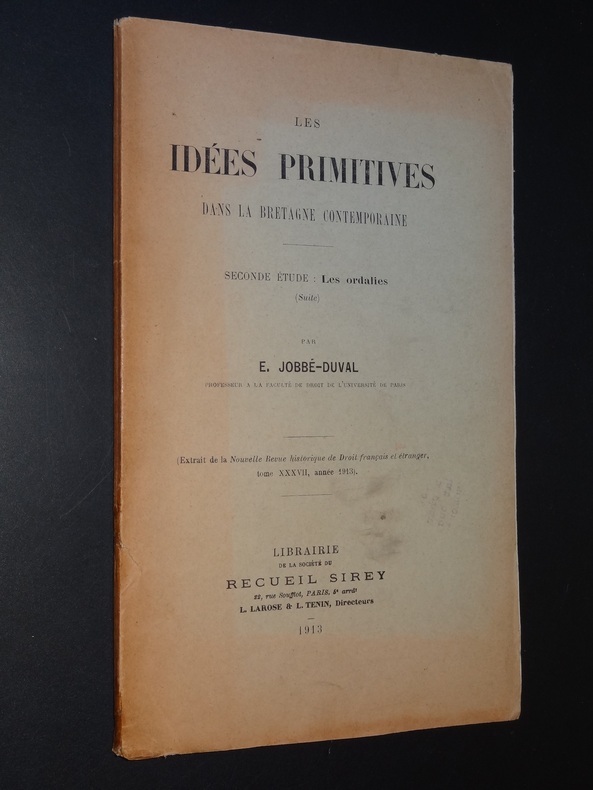 LES
IDÉES PRIMITIVES
DANS LA BRETAGNE CONTEMPORAINE
SECONDE ÉTUDE : Les ordalies
(Suite)
PAR
E. JOBBÉ-DUVAL
PROFESSEUR A LA FACULTÉ DE DROIT DE L'UNIVERSITÉ DE PARIS
(Extrait de la Nouvelle Revue historique de Droit français et étranger,
tome XXXVII, année 1913).
LIBRAIRIE
DE LA SOCIÉTÉ DU
RECUEIL SIREY
22, rue Soufflot, PARIS, 5e arrdt
L. LAROSE & L. TENIN, Directeurs
1913